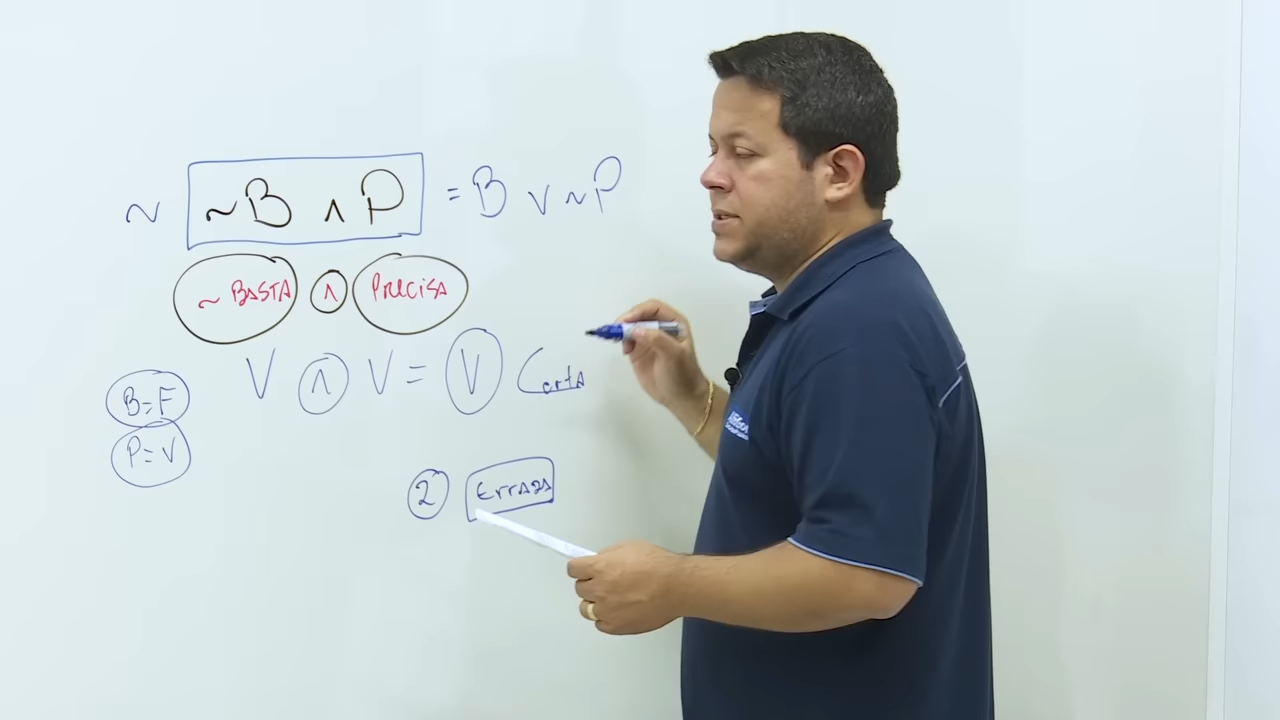 ~ ~B ∧ P = B ∨ ~P
~ BASTA ∧ PRECISA
V ∧ V = V Certa
B=F
P=V
2 Errada